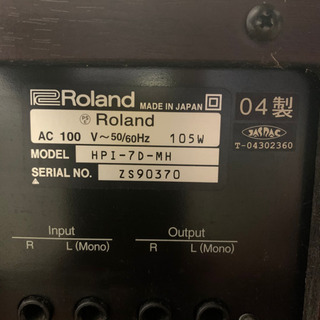 Roland
MADE IN JAPAN
Roland
AC 100 V~50/60Hz 105W
MODEL HPI-7D-MH
SERIAL NO. ZS90370
04製
JASRAC
T-04302360
Input Output
R L (Mono) R L (Mono)